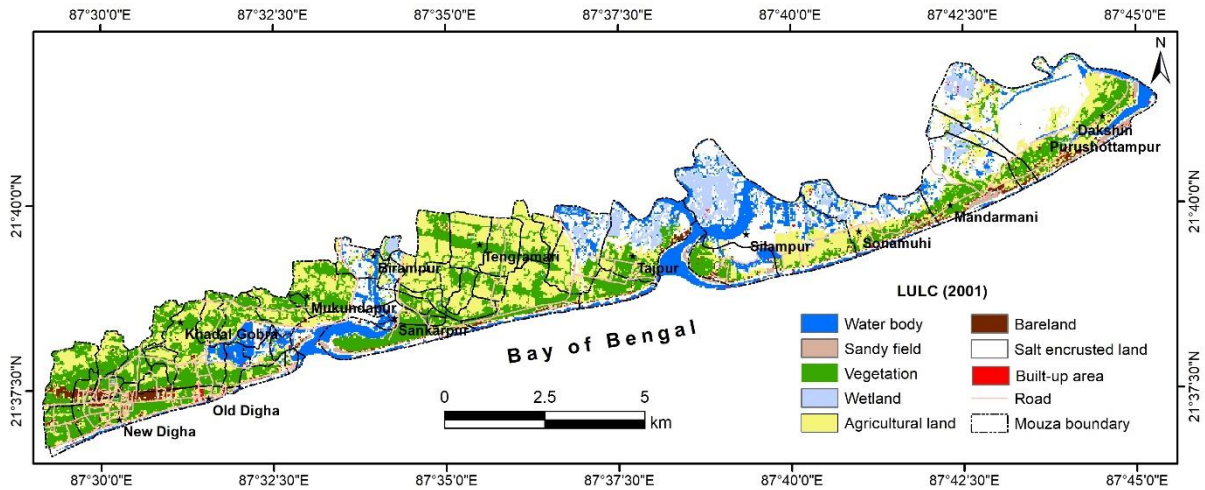 87°30'0"E 87°32'30"E 87°35'0"E 87°37'30"E 87°40'0"E 87°42'30"E 87°45'0"E
N
Dakshin
Purushottampur
21°40'0"N
21°40'0"N
Mandarmani
Silampur
Sonamuhi
Tengramari
Birampur
Tajpur
Mukundapur
Khadal Gobra
Sankarpur
Bay of Bengal
LULC (2001)
Water body
Bareland
Sandy field
Salt encrusted land
Vegetation
Built-up area
Wetland
Road
Agricultural land
Mouza boundary
21°37'30"N
21°37'30"N
0 2.5 5
km
Old Digha
New Digha
87°30'0"E 87°32'30"E 87°35'0"E 87°37'30"E 87°40'0"E 87°42'30"E 87°45'0"E